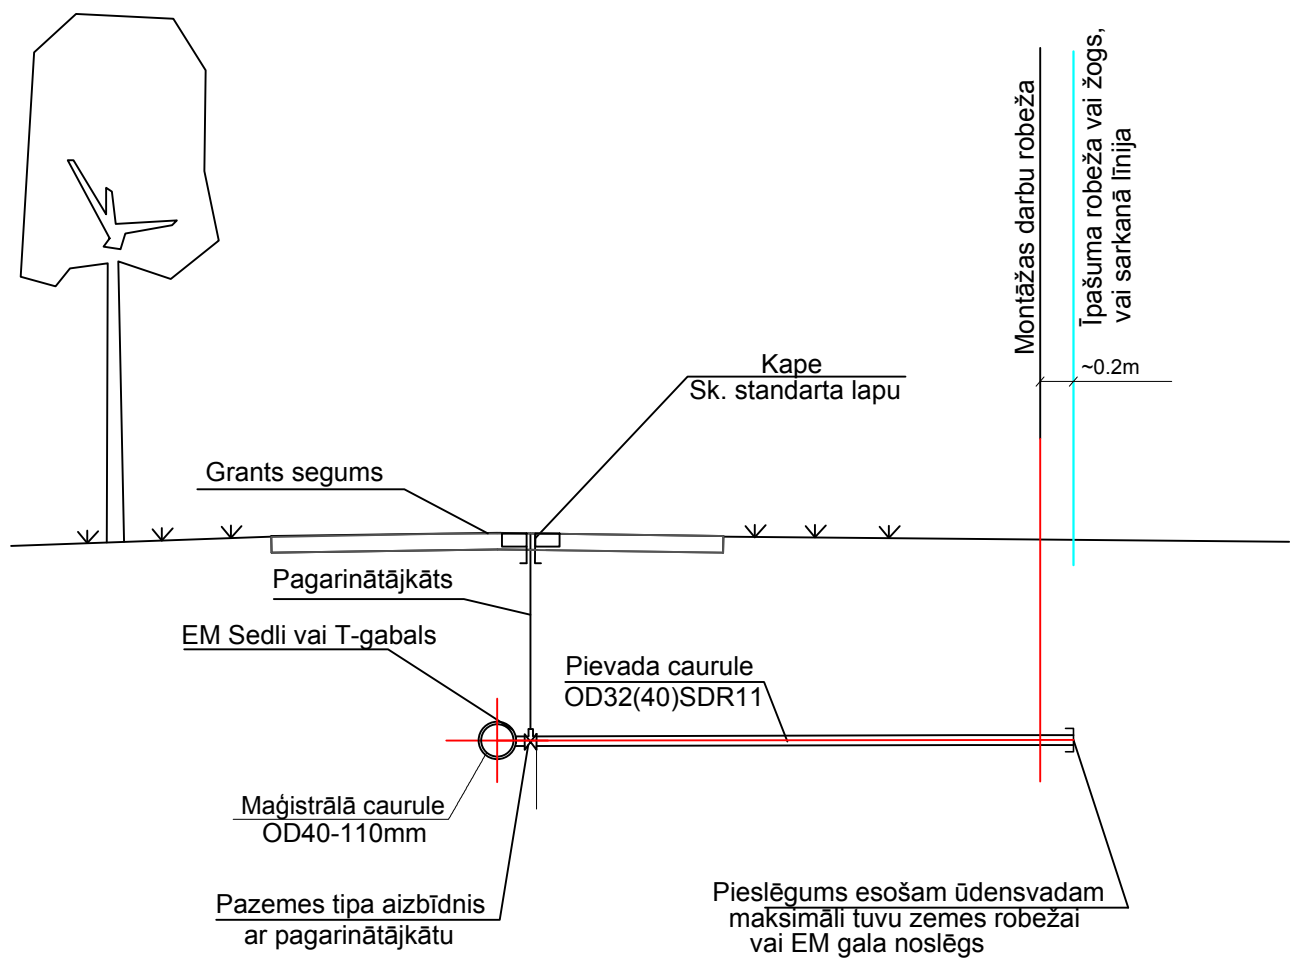 Montāžas darbu robeža
Īpašuma robeža vai žogs,
vai sarkanā līnija
~0.2m
Kape
Sk. standarta lapu
Grants segums
Pagarinātājkāts
EM Sedli vai T-gabals
Pievada caurule
OD32(40)SDR11
Maģistrālā caurule
OD40-110mm
Pazemes tipa aizbīdnis
ar pagarinātājkātu
Pieslēgums esošam ūdensvadam
maksimāli tuvu zemes robežai
vai EM gala noslēgs